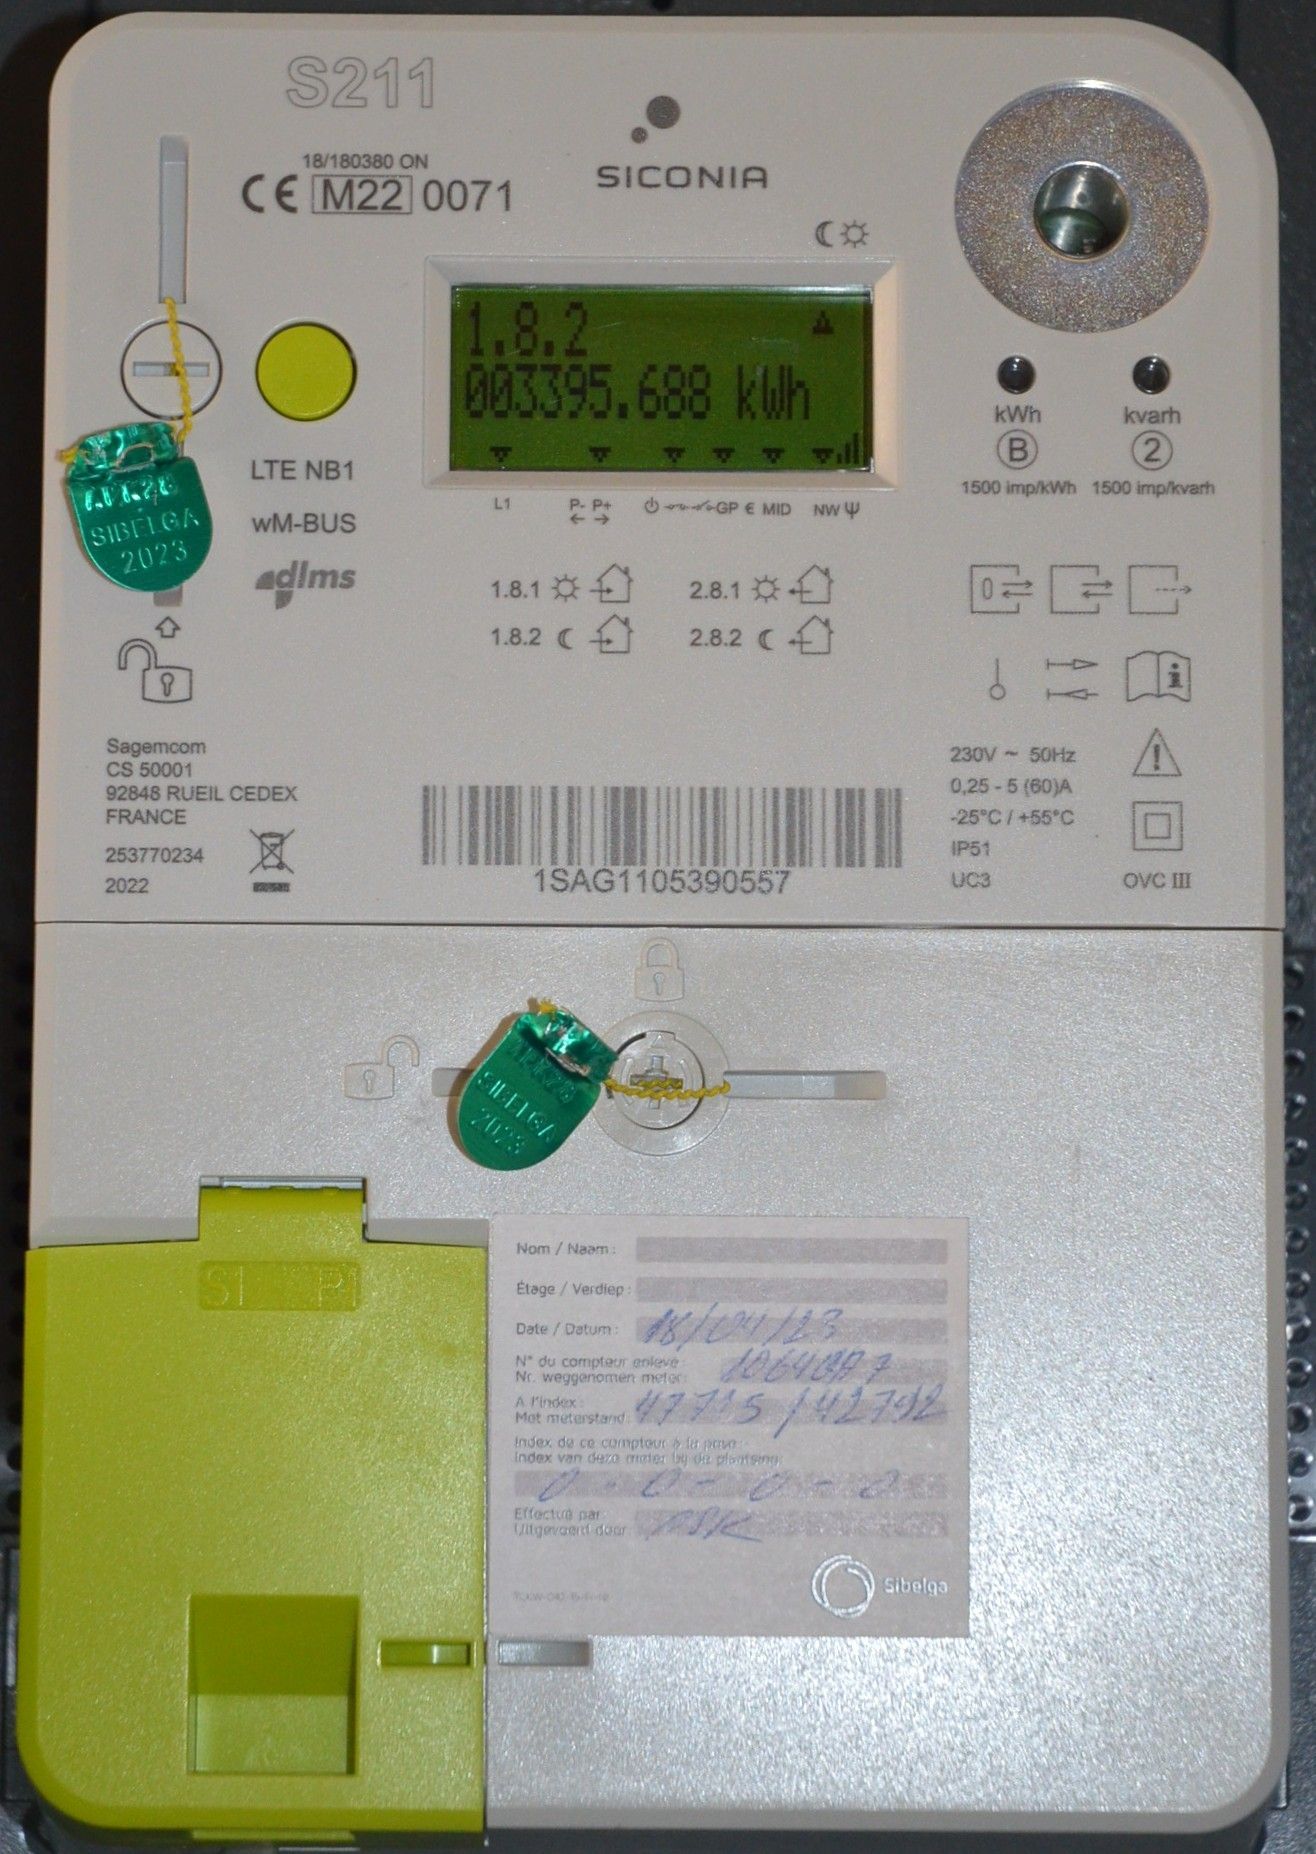 S211
18/180380 ON
CE M22 0071
SICONIA
1.8.2
003395.688 kWh
L1 P- P+ GP € MID NW
kWh kvarh
B 2
1500 imp/kWh 1500 imp/kvarh
LTE NB1
wM-BUS
dlms
SIBELGA
2023
1.8.1 2.8.1
1.8.2 2.8.2
0
Sagemcom
CS 50001
92848 RUEIL CEDEX
FRANCE
253770234
2022
1SAG1105390557
230V ~ 50Hz
0,25 - 5 (60)A
-25°C / +55°C
IP51
UC3
OVC III
SIBELGA
2023
Nom / Naam :
Étage / Verdiep :
Date / Datum : 18/04/23
N° du compteur enlevé :
Nr. weggenomen meter:
A l'index :
Met meterstand
Index de ce compteur à la pose:
Index van deze meter bij de plaatsing:
0 - 0 - 0 - 0
Effectué par:
Uitgevoerd door
Sibelga